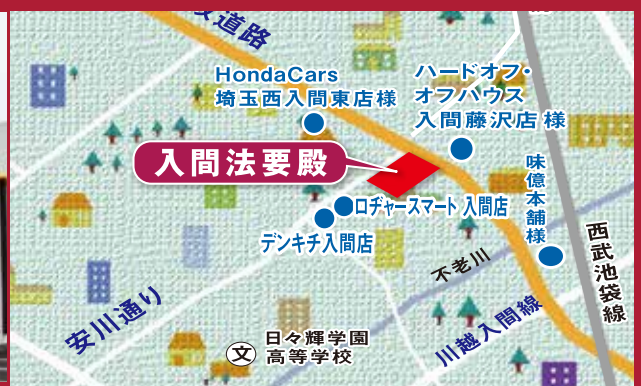 道路
HondaCars
埼玉西入間東店様
ハードオフ・
オフハウス
入間藤沢店様
入間法要殿
味億本舗様
ロヂャースマート 入間店
デンキチ入間店
西武池袋線
不老川
安川通り
川越入間線
日々輝学園
高等学校
文